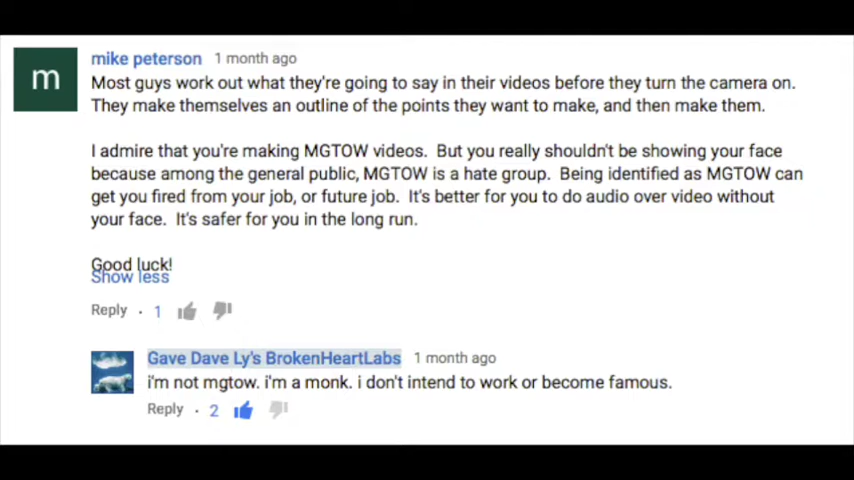 m
mike peterson 1 month ago
Most guys work out what they're going to say in their videos before they turn the camera on.
They make themselves an outline of the points they want to make, and then make them.
I admire that you're making MGTOW videos. But you really shouldn't be showing your face
because among the general public, MGTOW is a hate group. Being identified as MGTOW can
get you fired from your job, or future job. It's better for you to do audio over video without
your face. It's safer for you in the long run.
Good luck!
Show less
Reply · 1
Gave Dave Ly's BrokenHeartLabs 1 month ago
i'm not mgtow. i'm a monk. i don't intend to work or become famous.
Reply · 2